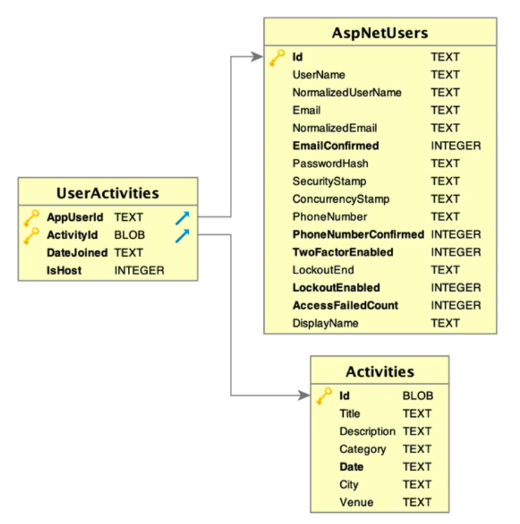 AspNetUsers
Id TEXT
UserName TEXT
NormalizedUserName TEXT
Email TEXT
NormalizedEmail TEXT
EmailConfirmed INTEGER
PasswordHash TEXT
SecurityStamp TEXT
ConcurrencyStamp TEXT
PhoneNumber TEXT
PhoneNumberConfirmed INTEGER
TwoFactorEnabled INTEGER
LockoutEnd TEXT
LockoutEnabled INTEGER
AccessFailedCount INTEGER
DisplayName TEXT
UserActivities
AppUserId TEXT
ActivityId BLOB
DateJoined TEXT
IsHost INTEGER
Activities
Id BLOB
Title TEXT
Description TEXT
Category TEXT
Date TEXT
City TEXT
Venue TEXT